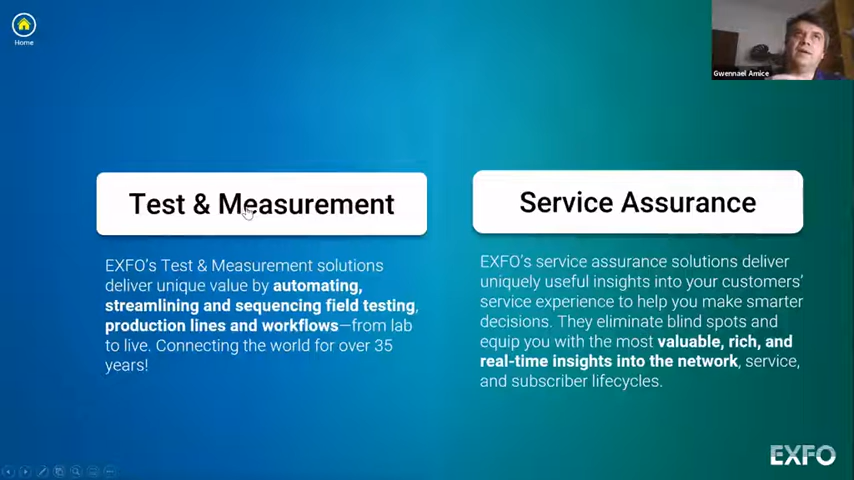 Home
Gwennael Amice
Test & Measurement
EXFO's Test & Measurement solutions
deliver unique value by automating,
streamlining and sequencing field testing,
production lines and workflows—from lab
to live. Connecting the world for over 35
years!
Service Assurance
EXFO's service assurance solutions deliver
uniquely useful insights into your customers'
service experience to help you make smarter
decisions. They eliminate blind spots and
equip you with the most valuable, rich, and
real-time insights into the network, service,
and subscriber lifecycles.
EXFO